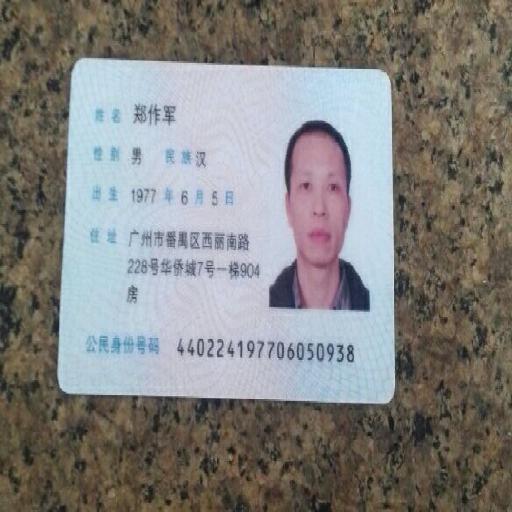 姓名 郑作军
性别 男 民族 汉
出生 1977 年 6 月 5 日
住址 广州市番禺区西丽南路
228号华侨城7号一梯904
房
公民身份号码 440224197706050938